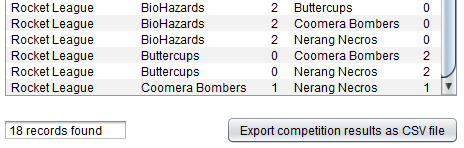 Rocket League BioHazards 2 Buttercups 0
Rocket League BioHazards 2 Coomera Bombers 0
Rocket League BioHazards 2 Nerang Necros 0
Rocket League Buttercups 0 Coomera Bombers 2
Rocket League Buttercups 0 Nerang Necros 2
Rocket League Coomera Bombers 1 Nerang Necros 1
18 records found Export competition results as CSV file